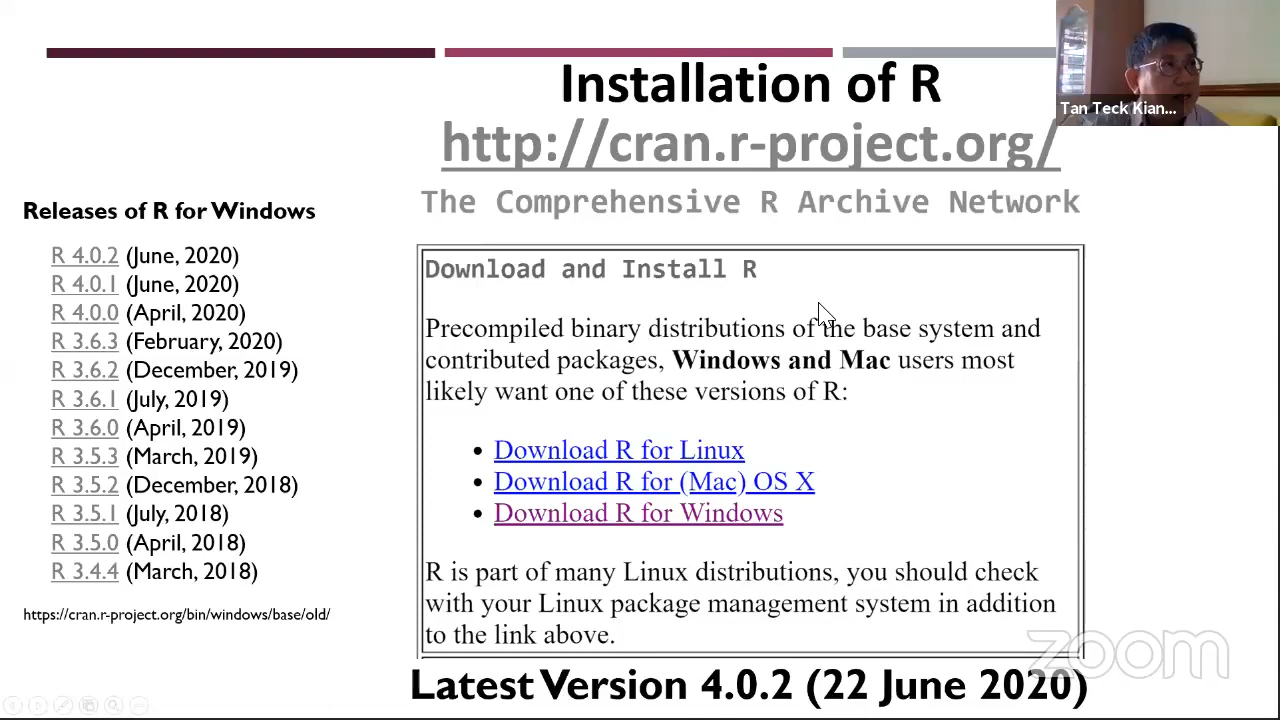 Installation of R
http://cran.r-project.org/
The Comprehensive R Archive Network
Tan Teck Kian...
Releases of R for Windows
R 4.0.2 (June, 2020)
R 4.0.1 (June, 2020)
R 4.0.0 (April, 2020)
R 3.6.3 (February, 2020)
R 3.6.2 (December, 2019)
R 3.6.1 (July, 2019)
R 3.6.0 (April, 2019)
R 3.5.3 (March, 2019)
R 3.5.2 (December, 2018)
R 3.5.1 (July, 2018)
R 3.5.0 (April, 2018)
R 3.4.4 (March, 2018)
https://cran.r-project.org/bin/windows/base/old/
Download and Install R
Precompiled binary distributions of the base system and
contributed packages, Windows and Mac users most
likely want one of these versions of R:
• Download R for Linux
• Download R for (Mac) OS X
• Download R for Windows
R is part of many Linux distributions, you should check
with your Linux package management system in addition
to the link above.
zoom
Latest Version 4.0.2 (22 June 2020)